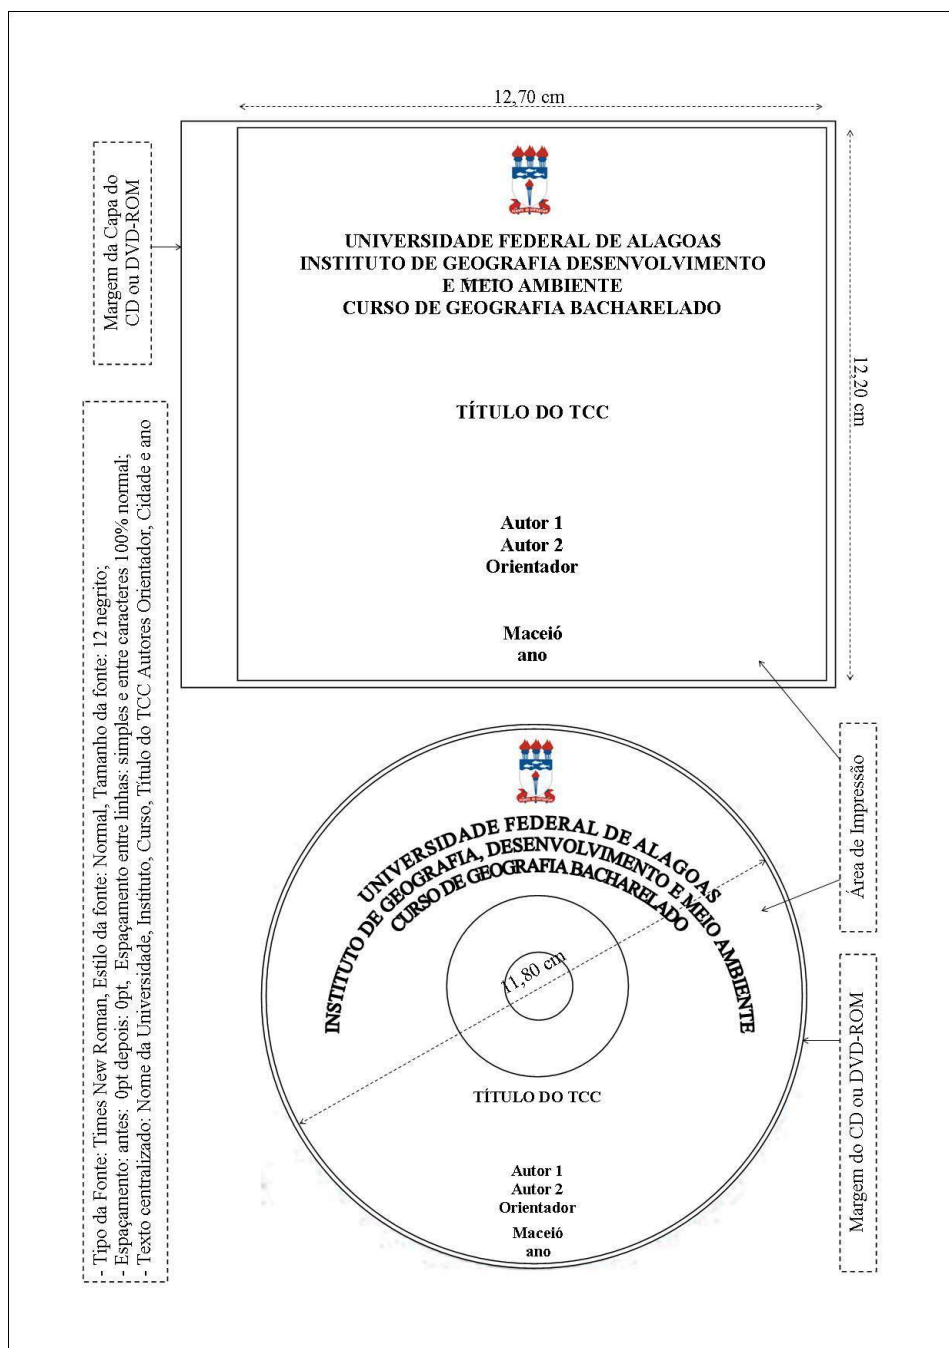 12,70 cm
Margem da Capa do
CD ou DVD-ROM
UNIVERSIDADE FEDERAL DE ALAGOAS
INSTITUTO DE GEOGRAFIA DESENVOLVIMENTO
E MEIO AMBIENTE
CURSO DE GEOGRAFIA BACHARELADO
12,20 cm
TÍTULO DO TCC
Autor 1
Autor 2
Orientador
Maceió
ano
- Tipo da Fonte: Times New Roman, Estilo da fonte: Normal, Tamanho da fonte: 12 negrito;
- Espaçamento: antes: 0pt depois: 0pt, Espaçamento entre linhas: simples e entre caracteres 100% normal;
- Texto centralizado: Nome da Universidade, Instituto, Curso, Título do TCC Autores Orientador, Cidade e ano
Área de Impressão
UNIVERSIDADE FEDERAL DE ALAGOAS
INSTITUTO DE GEOGRAFIA, DESENVOLVIMENTO E MEIO AMBIENTE
CURSO DE GEOGRAFIA BACHARELADO
11,80 cm
TÍTULO DO TCC
Autor 1
Autor 2
Orientador
Maceió
ano
Margem do CD ou DVD-ROM